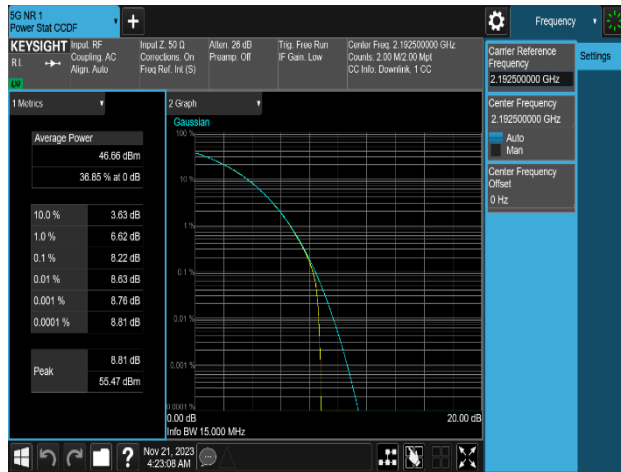 5G NR 1
Power Stat CCDF
+
Frequency
KEYSIGHT
RL
LW
Input: RF
Coupling: AC
Align: Auto
Input Z: 50 Ω
Corrections: On
Freq Ref: Int (S)
Atten: 26 dB
Preamp: Off
Trig: Free Run
IF Gain: Low
Center Freq: 2.192500000 GHz
Counts: 2.00 M/2.00 Mpt
CC Info: Downlink, 1 CC
1 Metrics
Average Power
46.66 dBm
36.85 % at 0 dB
10.0 % 3.63 dB
1.0 % 6.62 dB
0.1 % 8.22 dB
0.01 % 8.63 dB
0.001 % 8.76 dB
0.0001 % 8.81 dB
Peak
8.81 dB
55.47 dBm
2 Graph
Gaussian
100 %
10 %
1 %
0.1 %
0.01 %
0.001 %
0.0001 %
0.00 dB 20.00 dB
Info BW 15.000 MHz
Carrier Reference
Frequency
2.192500000 GHz
Center Frequency
2.192500000 GHz
Auto
Man
Center Frequency
Offset
0 Hz
Settings
?
Nov 21, 2023
4:23:08 AM